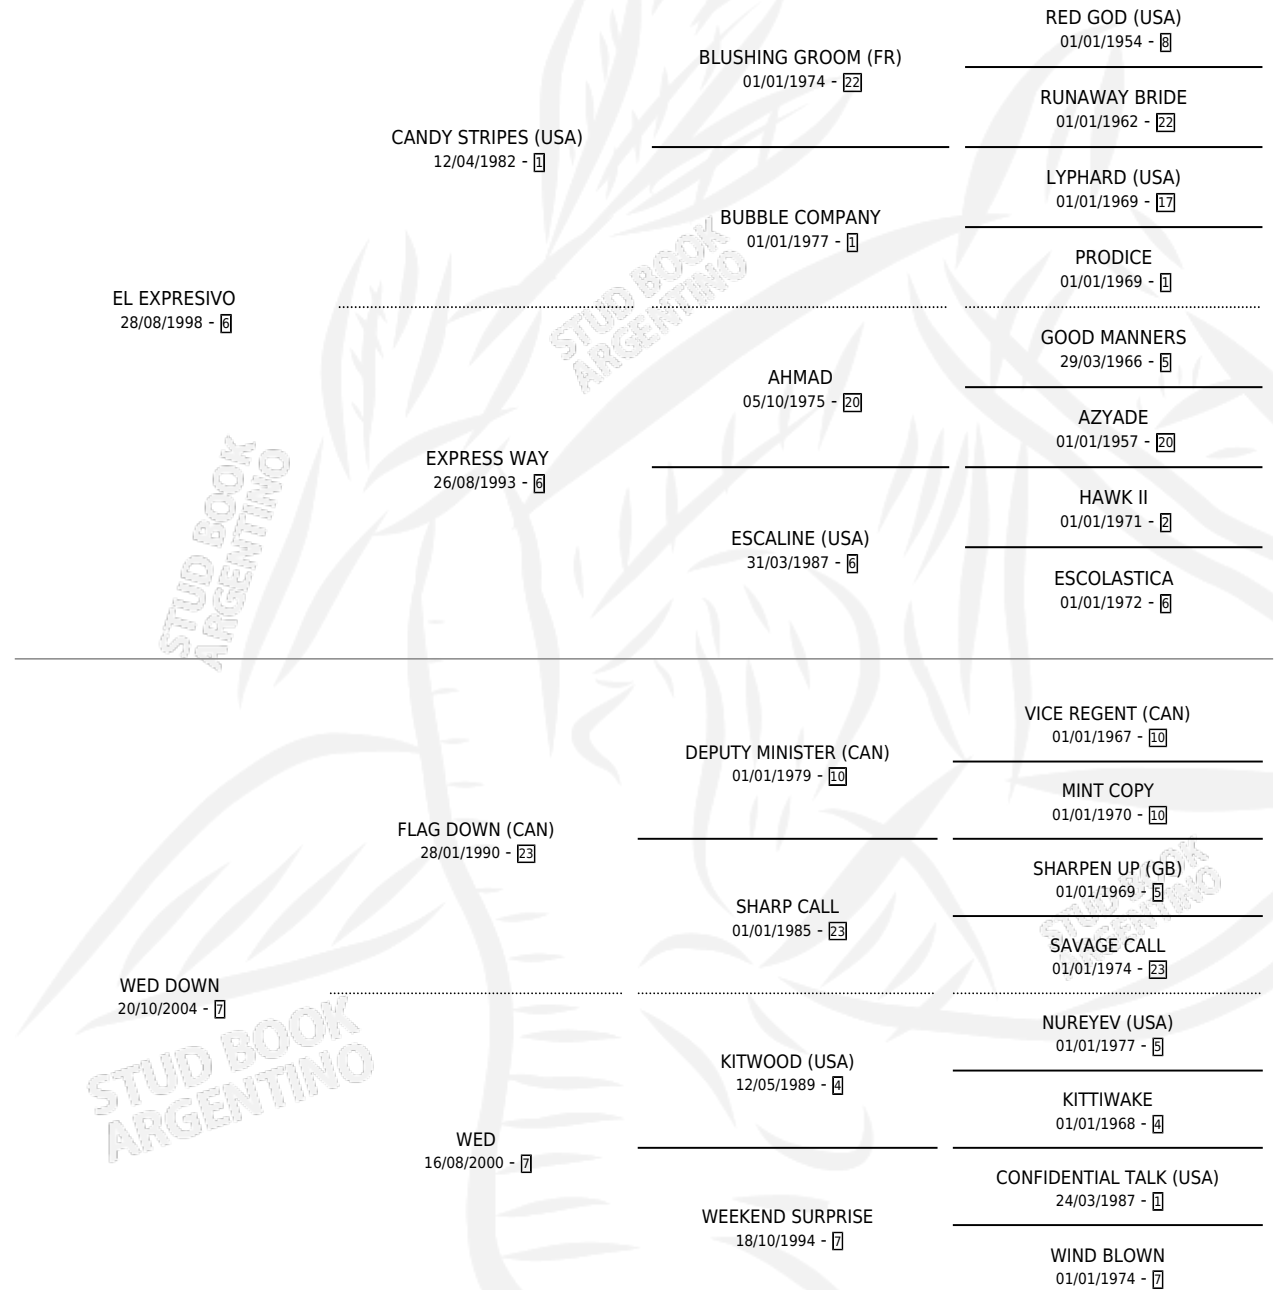 RED GOD (USA)
01/01/1954 - 8
BLUSHING GROOM (FR)
01/01/1974 - 22
RUNAWAY BRIDE
01/01/1962 - 22
CANDY STRIPES (USA)
12/04/1982 - 1
LYPHARD (USA)
01/01/1969 - 17
BUBBLE COMPANY
01/01/1977 - 1
PRODICE
01/01/1969 - 1
EL EXPRESIVO
28/08/1998 - 6
STUD BOOK
ARGENTINO
GOOD MANNERS
29/03/1966 - 5
AHMAD
05/10/1975 - 20
AZYADE
01/01/1957 - 20
EXPRESS WAY
26/08/1993 - 6
HAWK II
01/01/1971 - 2
ESCALINE (USA)
31/03/1987 - 6
ESCOLASTICA
01/01/1972 - 6
STUD BOOK
ARGENTINO
VICE REGENT (CAN)
01/01/1967 - 10
DEPUTY MINISTER (CAN)
01/01/1979 - 10
MINT COPY
01/01/1970 - 10
FLAG DOWN (CAN)
28/01/1990 - 23
SHARPEN UP (GB)
01/01/1969 - 5
SHARP CALL
01/01/1985 - 23
SAVAGE CALL
01/01/1974 - 23
STUD BOOK
ARGENTINO
WED DOWN
20/10/2004 - 7
STUD BOOK
ARGENTINO
NUREYEV (USA)
01/01/1977 - 5
KITWOOD (USA)
12/05/1989 - 4
KITTIWAKE
01/01/1968 - 4
WED
16/08/2000 - 7
CONFIDENTIAL TALK (USA)
24/03/1987 - 1
WEEKEND SURPRISE
18/10/1994 - 7
WIND BLOWN
01/01/1974 - 7